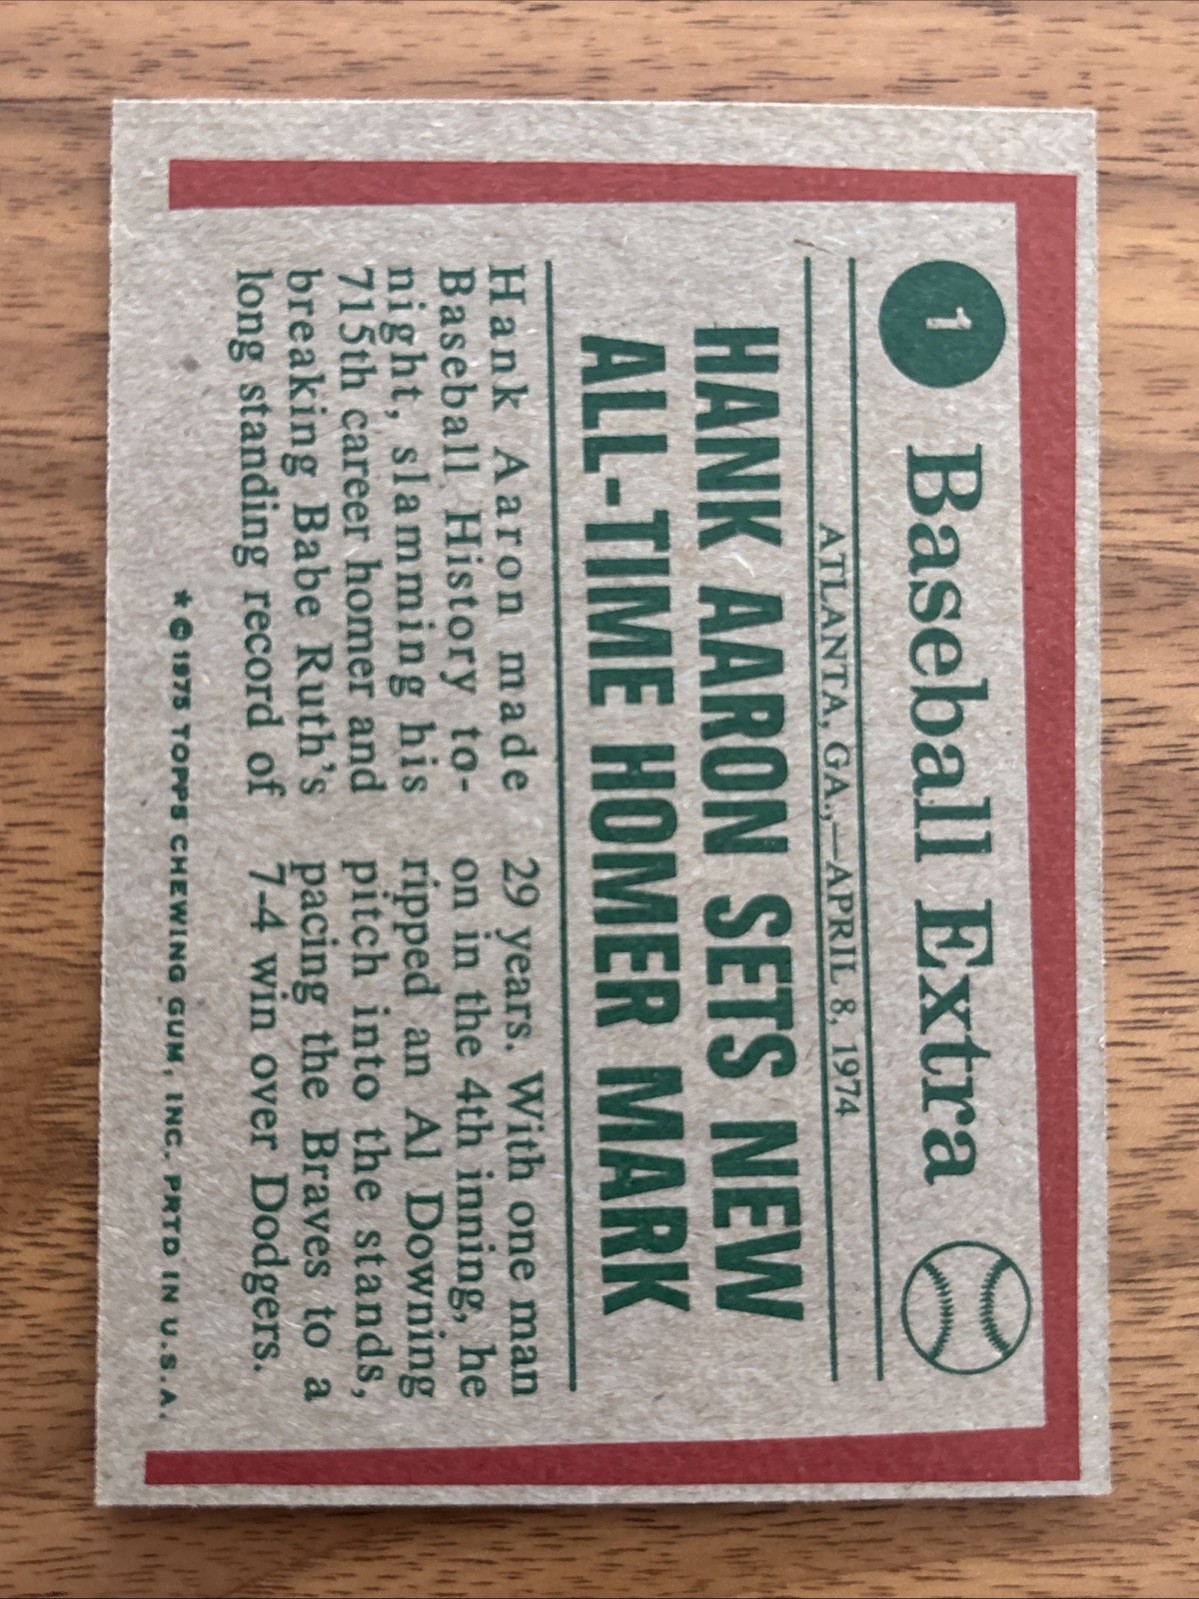 1 Baseball Extra
ATLANTA, GA.,—APRIL 8, 1974
HANK AARON SETS NEW
ALL-TIME HOMER MARK
Hank Aaron made
Baseball History to-
night, slamming his
715th career homer and
breaking Babe Ruth's
long standing record of
29 years. With one man
on in the 4th inning, he
ripped an Al Downing
pitch into the stands,
pacing the Braves to a
7-4 win over Dodgers.
★ © 1975 TOPPS CHEWING GUM, INC. PRTD IN U.S.A.